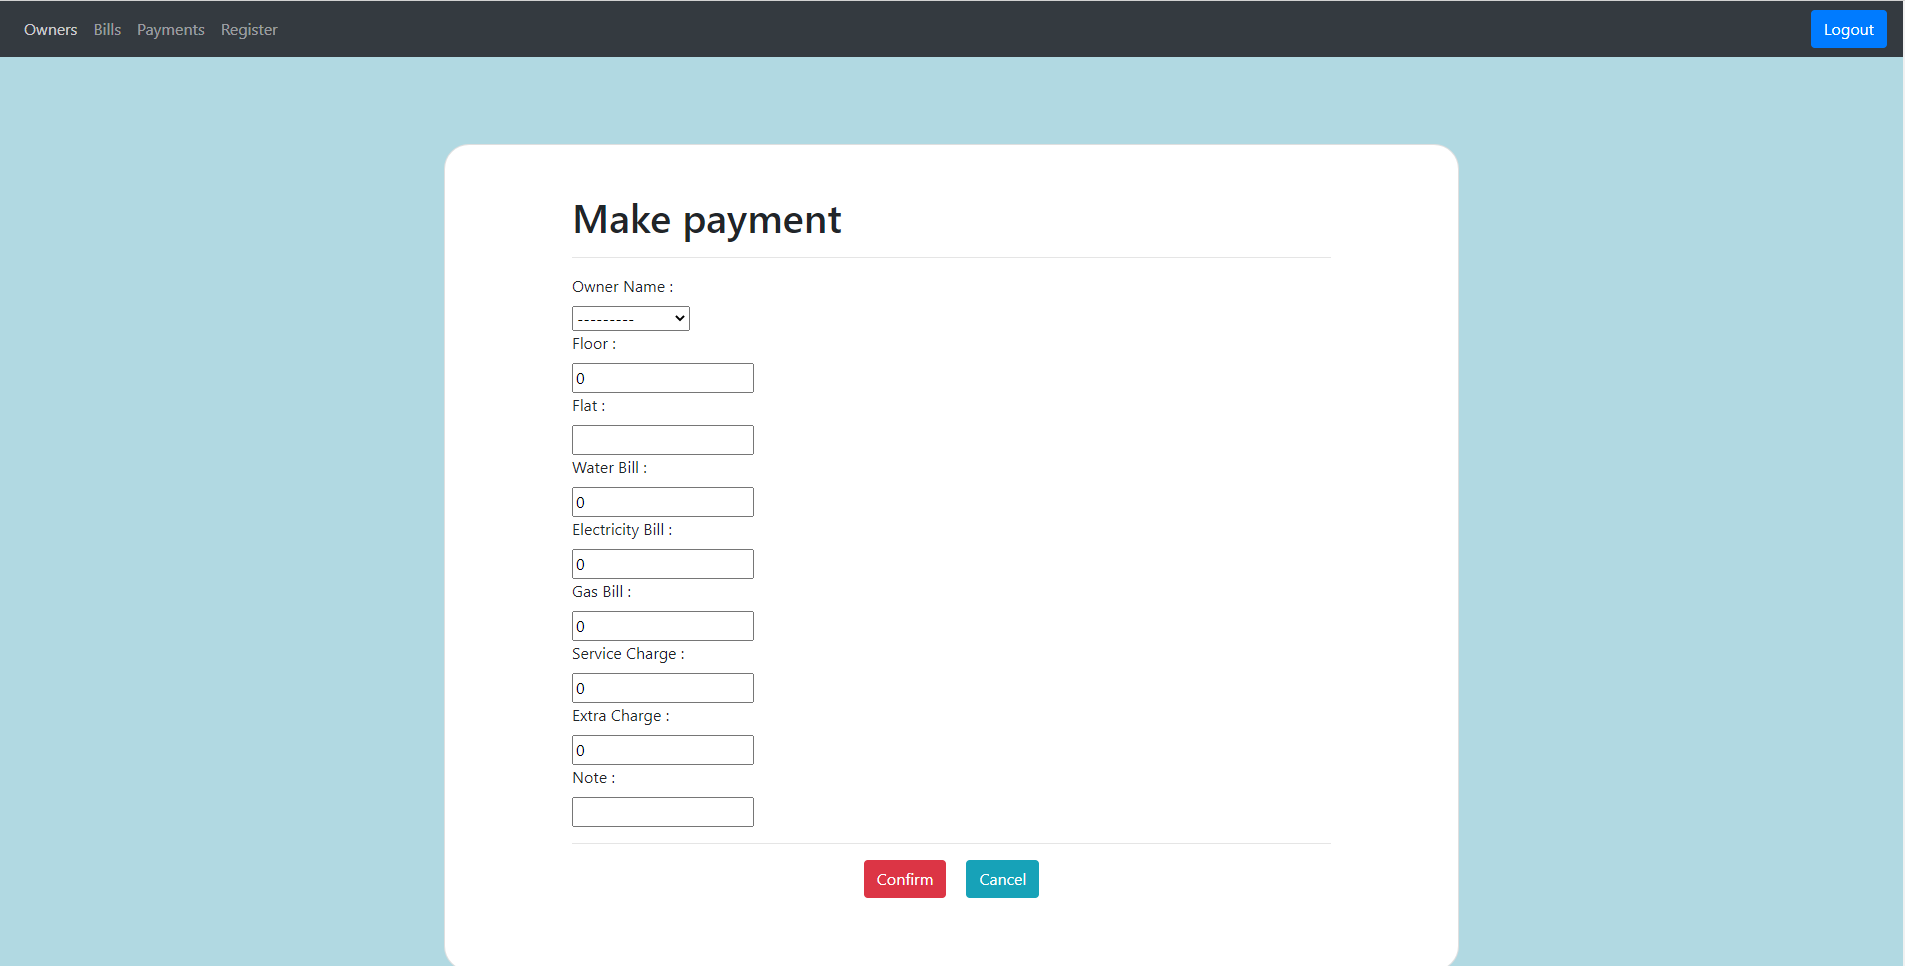 Owners Bills Payments Register Logout
Make payment
Owner Name :
---------
Floor :
0
Flat :
Water Bill :
0
Electricity Bill :
0
Gas Bill :
0
Service Charge :
0
Extra Charge :
0
Note :
Confirm Cancel